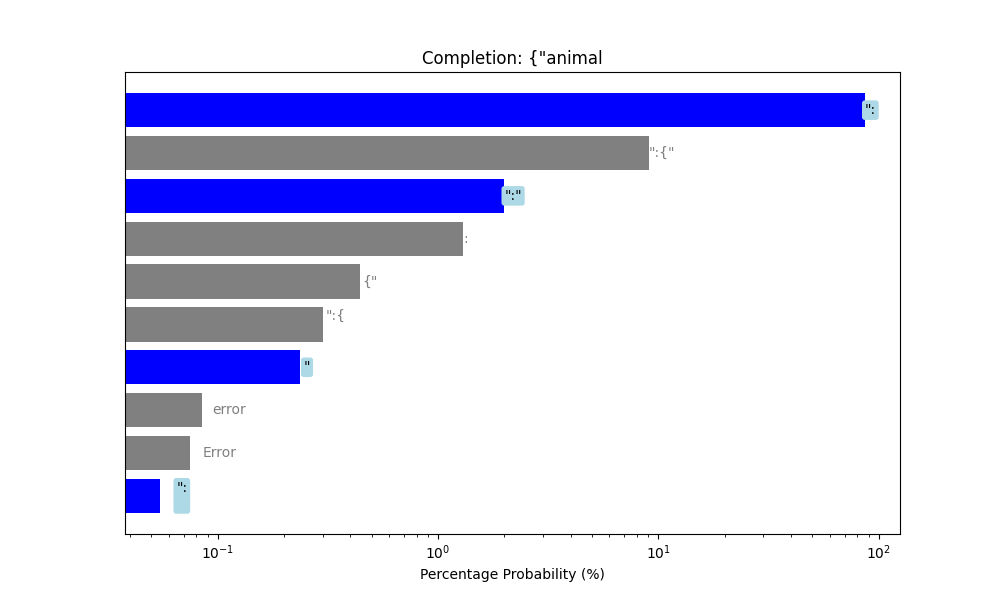 Completion: {"animal
":
":{"
":"
:
{"
":{
"
error
Error
":
10⁻¹ 10⁰ 10¹ 10²
Percentage Probability (%)